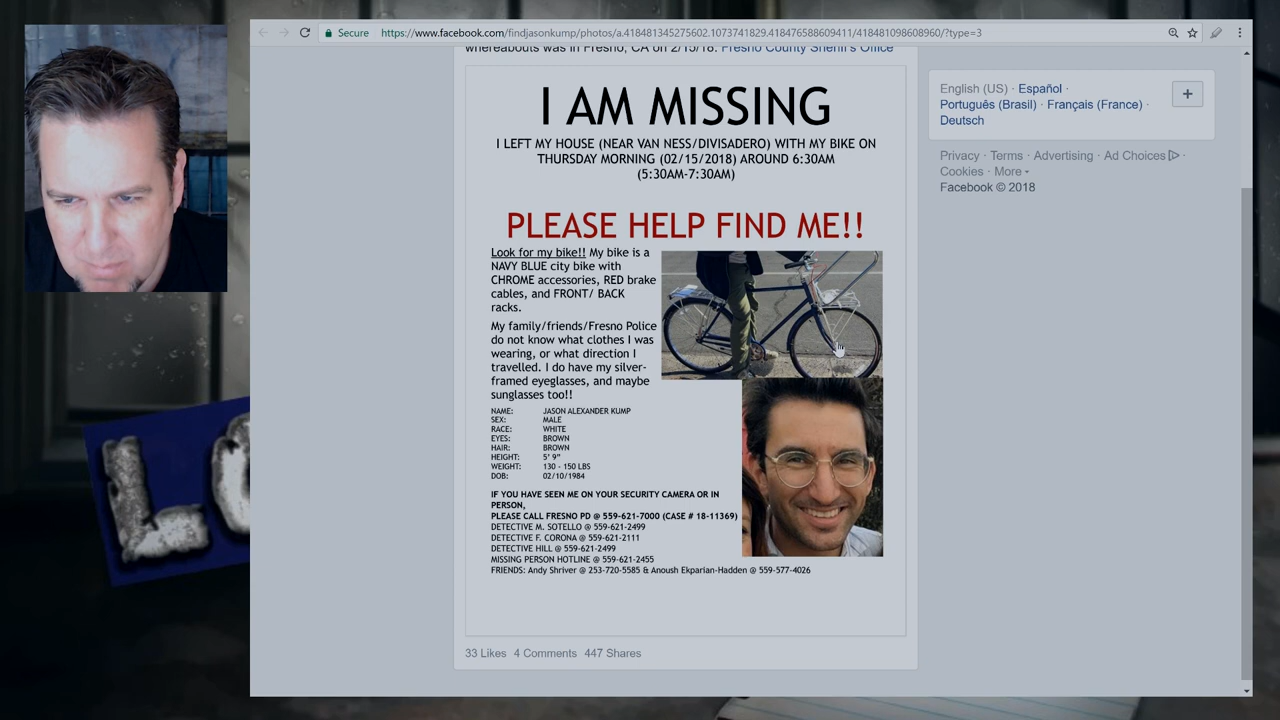 Secure https://www.facebook.com/findjasonkump/photos/a.418481345275602.1073741829.418476588609411/418481098608960/?type=3
whereabouts was in Fresno, CA on 2/15/18. Fresno County Sheriff's Office
I AM MISSING
I LEFT MY HOUSE (NEAR VAN NESS/DIVISADERO) WITH MY BIKE ON
THURSDAY MORNING (02/15/2018) AROUND 6:30AM
(5:30AM-7:30AM)
PLEASE HELP FIND ME!!
Look for my bike!! My bike is a
NAVY BLUE city bike with
CHROME accessories, RED brake
cables, and FRONT/ BACK
racks.
My family/friends/Fresno Police
do not know what clothes I was
wearing, or what direction I
travelled. I do have my silver-
framed eyeglasses, and maybe
sunglasses too!!
NAME: JASON ALEXANDER KUMP
SEX: MALE
RACE: WHITE
EYES: BROWN
HAIR: BROWN
HEIGHT: 5' 9"
WEIGHT: 130 - 150 LBS
DOB: 02/10/1984
IF YOU HAVE SEEN ME ON YOUR SECURITY CAMERA OR IN
PERSON,
PLEASE CALL FRESNO PD @ 559-621-7000 (CASE # 18-11369)
DETECTIVE M. SOTELLO @ 559-621-2499
DETECTIVE F. CORONA @ 559-621-2111
DETECTIVE HILL @ 559-621-2499
MISSING PERSON HOTLINE @ 559-621-2455
FRIENDS: Andy Shriver @ 253-720-5585 & Anoush Ekparian-Hadden @ 559-577-4026
33 Likes 4 Comments 447 Shares
English (US) · Español ·
Português (Brasil) · Français (France) ·
Deutsch
Privacy · Terms · Advertising · Ad Choices ·
Cookies · More
Facebook © 2018
LO